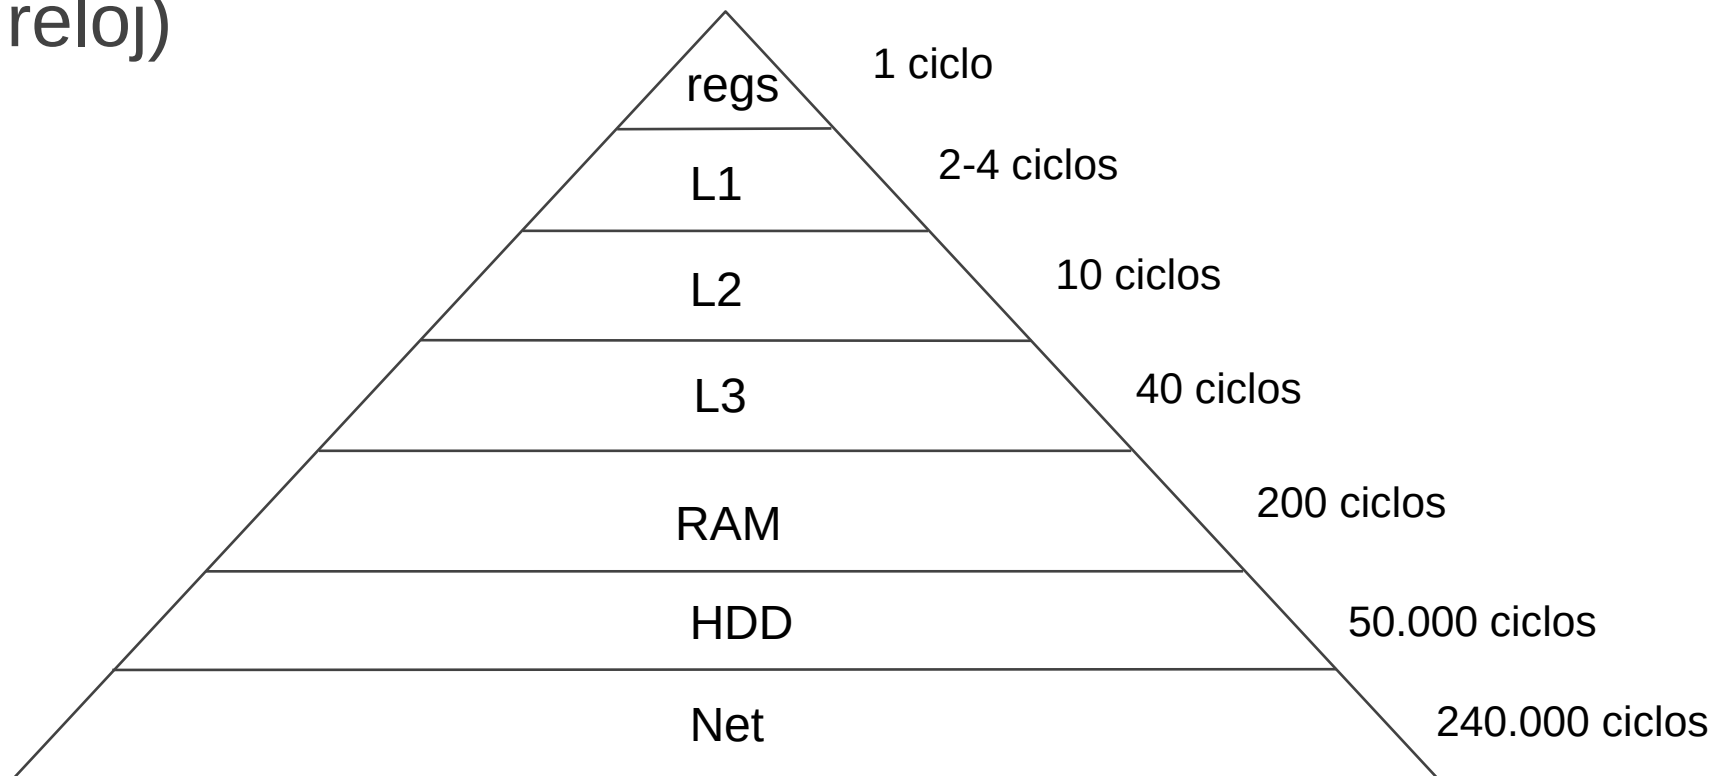 reloj)
regs
1 ciclo
L1
2-4 ciclos
L2
10 ciclos
L3
40 ciclos
RAM
200 ciclos
HDD
50.000 ciclos
Net
240.000 ciclos